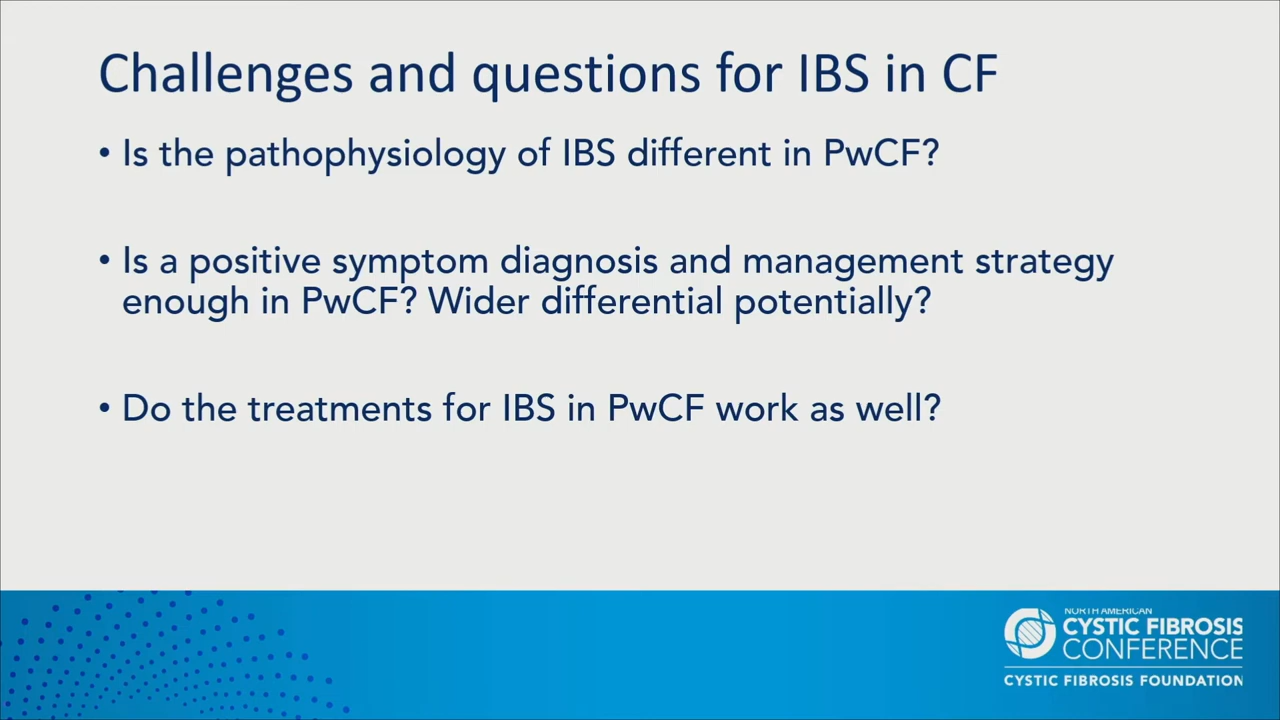 Challenges and questions for IBS in CF
• Is the pathophysiology of IBS different in PwCF?
• Is a positive symptom diagnosis and management strategy
enough in PwCF? Wider differential potentially?
• Do the treatments for IBS in PwCF work as well?
NORTH AMERICAN
CYSTIC FIBROSIS
CONFERENCE
CYSTIC FIBROSIS FOUNDATION